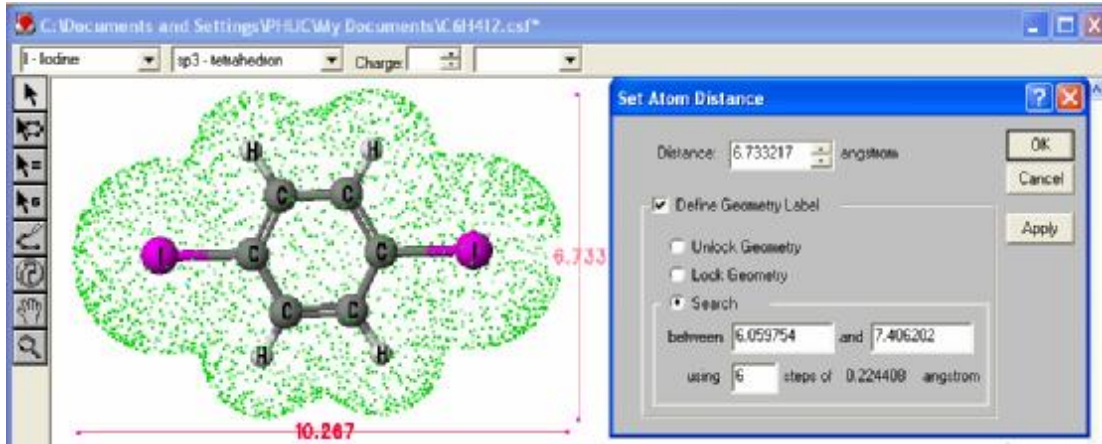 C:\Documents and Settings\PHUC\My Documents\C6H4I2.csf*
I - Iodine
sp3 - tetrahedron
Charge:
H
H
C
C
I
C
C
I
C
C
H
H
6.733
10.267
Set Atom Distance
Distance:
6.733217
angstrom
OK
Cancel
Apply
Define Geometry Label
Unlock Geometry
Lock Geometry
Search
between
6.059754
and
7.406202
using
6
steps of
0.224408
angstrom